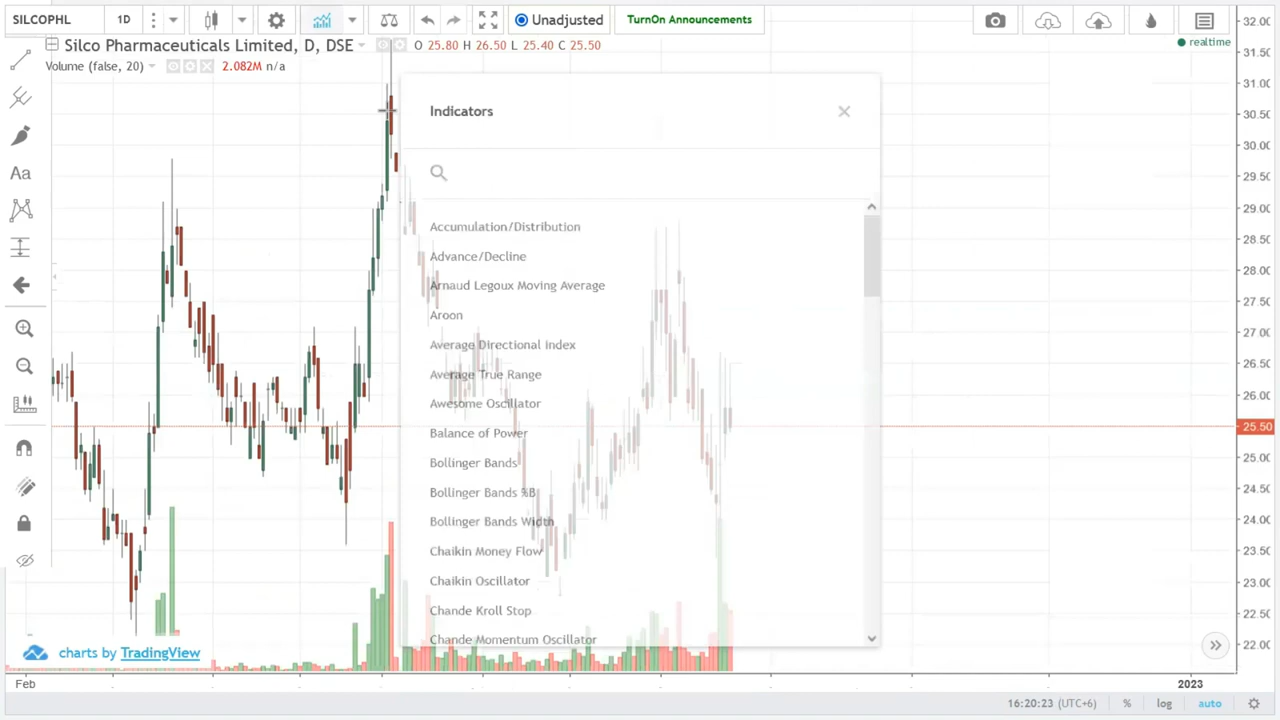 SILCOPHL 1D Unadjusted TurnOn Announcements
Silco Pharmaceuticals Limited, D, DSE O 25.80 H 26.50 L 25.40 C 25.50
realtime
Volume (false, 20) 2.082M n/a
Aa
Indicators
Accumulation/Distribution
Advance/Decline
Arnaud Legoux Moving Average
Aroon
Average Directional Index
Average True Range
Awesome Oscillator
Balance of Power
Bollinger Bands
Bollinger Bands %B
Bollinger Bands Width
Chaikin Money Flow
Chaikin Oscillator
Chande Kroll Stop
Chande Momentum Oscillator
32.00
31.50
31.00
30.50
30.00
29.50
29.00
28.50
28.00
27.50
27.00
26.50
26.00
25.50
25.00
24.50
24.00
23.50
23.00
22.50
22.00
charts by TradingView
Feb 2023
16:20:23 (UTC+6) % log auto